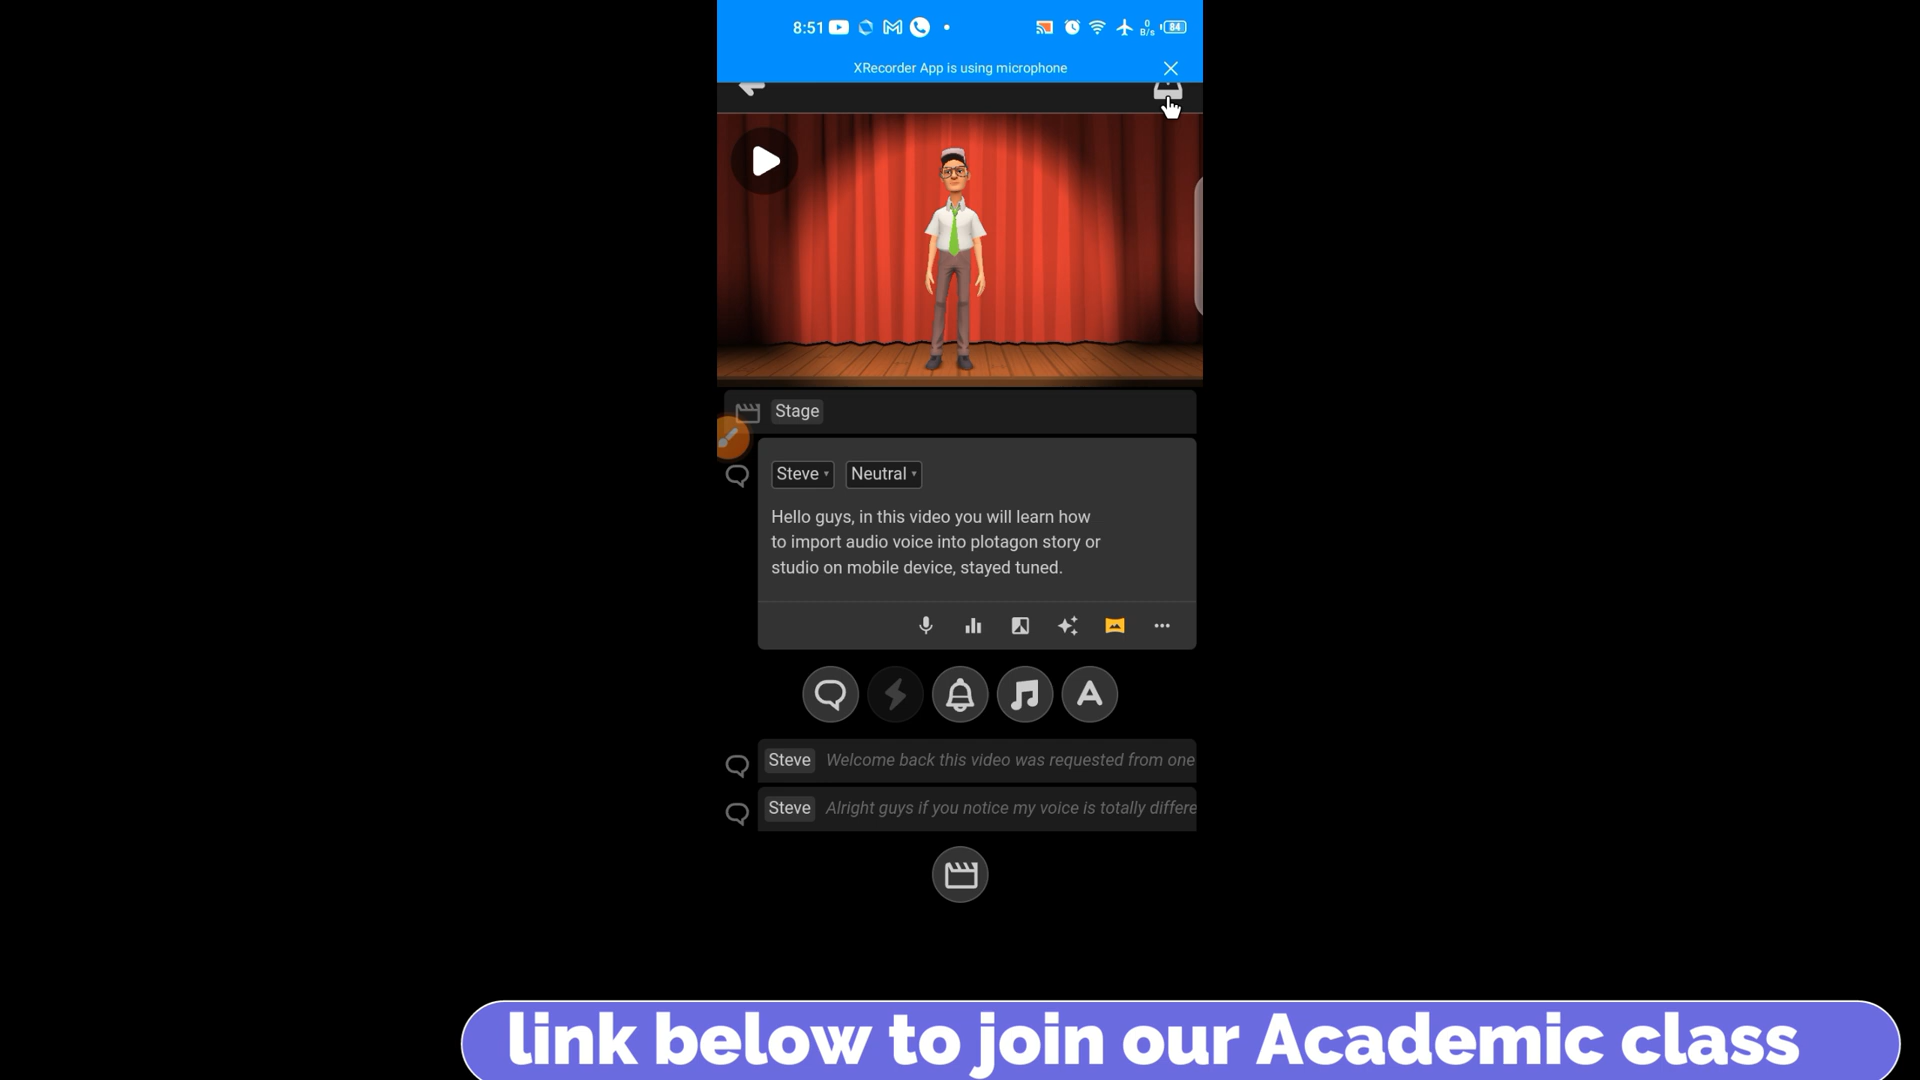 8:51
0
B/s
84
XRecorder App is using microphone
Stage
Steve
Neutral
Hello guys, in this video you will learn how
to import audio voice into plotagon story or
studio on mobile device, stayed tuned.
Steve
Welcome back this video was requested from one
Steve
Alright guys if you notice my voice is totally differe
link below to join our Academic class